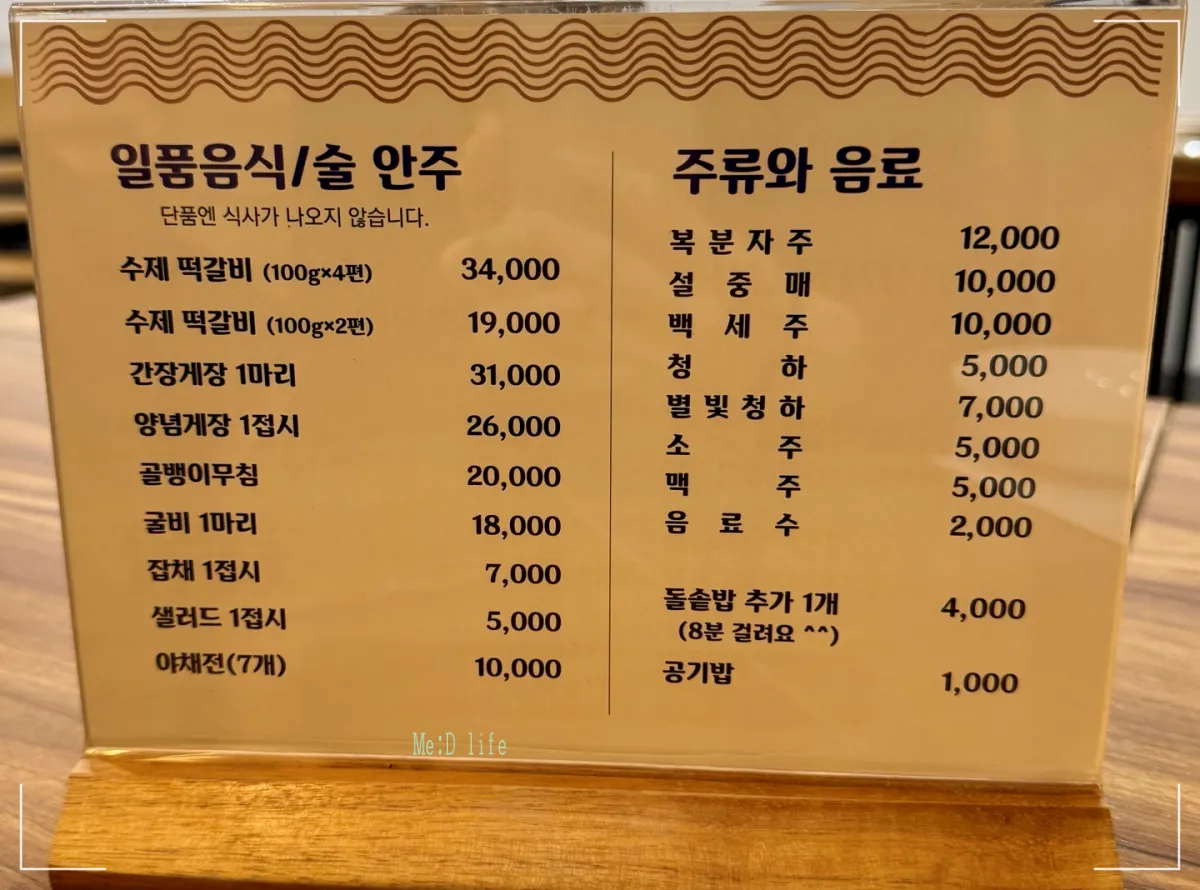 일품음식/술 안주
단품엔 식사가 나오지 않습니다.
수제 떡갈비 (100g×4편) 34,000
수제 떡갈비 (100g×2편) 19,000
간장게장 1마리 31,000
양념게장 1접시 26,000
골뱅이무침 20,000
굴비 1마리 18,000
잡채 1접시 7,000
샐러드 1접시 5,000
야채전(7개) 10,000
주류와 음료
복분자주 12,000
설중매 10,000
백세주 10,000
청하 5,000
별빛청하 7,000
소주 5,000
맥주 5,000
음료수 2,000
돌솥밥 추가 1개 4,000
(8분 걸려요 ^^)
공기밥 1,000
Me:D life